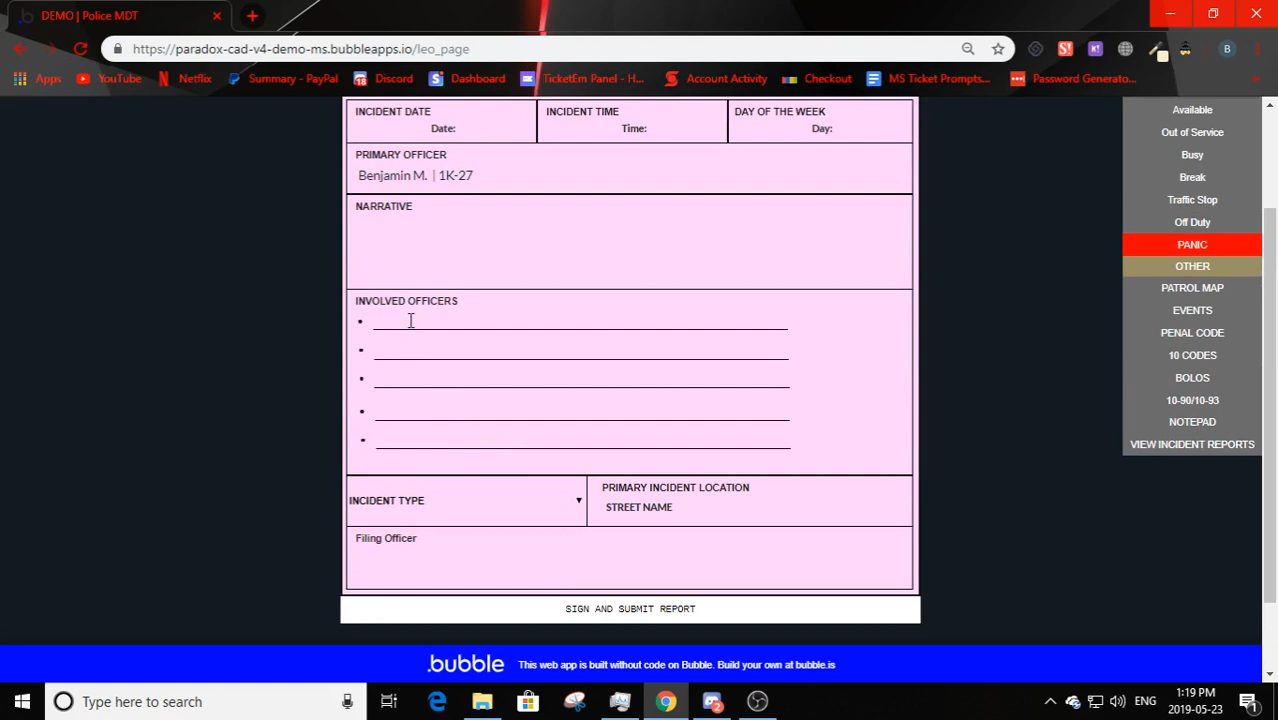 DEMO | Police MDT
https://paradox-cad-v4-demo-ms.bubbleapps.io/leo_page
B
Apps
YouTube
Netflix
Summary - PayPal
18
Discord
Dashboard
TicketEm Panel - H...
Account Activity
Checkout
MS Ticket Prompts...
Password Generato...
INCIDENT DATE
Date:
INCIDENT TIME
Time:
DAY OF THE WEEK
Day:
PRIMARY OFFICER
Benjamin M. | 1K-27
NARRATIVE
INVOLVED OFFICERS
INCIDENT TYPE
PRIMARY INCIDENT LOCATION
STREET NAME
Filing Officer
SIGN AND SUBMIT REPORT
Available
Out of Service
Busy
Break
Traffic Stop
Off Duty
PANIC
OTHER
PATROL MAP
EVENTS
PENAL CODE
10 CODES
BOLOS
10-90/10-93
NOTEPAD
VIEW INCIDENT REPORTS
.bubble
This web app is built without code on Bubble. Build your own at bubble.is
Type here to search
2
ENG
1:19 PM
2019-05-23
1